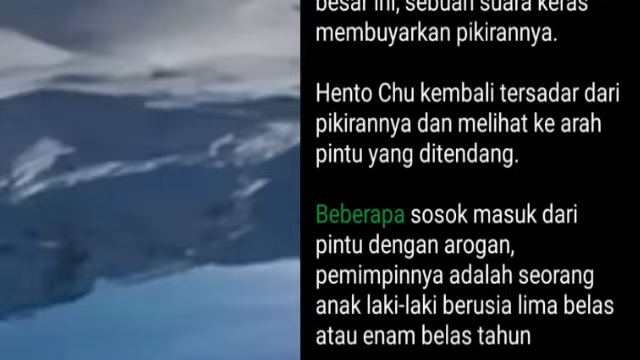 besar ini, sebuah suara keras
membuyarkan pikirannya.
Hento Chu kembali tersadar dari
pikirannya dan melihat ke arah
pintu yang ditendang.
Beberapa sosok masuk dari
pintu dengan arogan,
pemimpinnya adalah seorang
anak laki-laki berusia lima belas
atau enam belas tahun